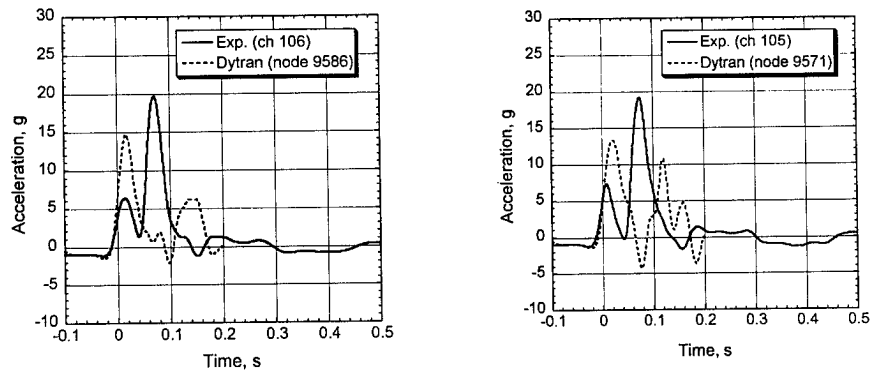 30
25
20
15
10
5
0
-5
-10
-0.1 0 0.1 0.2 0.3 0.4 0.5
Acceleration, g
Time, s
Exp. (ch 106)
Dytran (node 9586)
30
25
20
15
10
5
0
-5
-10
-0.1 0 0.1 0.2 0.3 0.4 0.5
Acceleration, g
Time, s
Exp. (ch 105)
Dytran (node 9571)